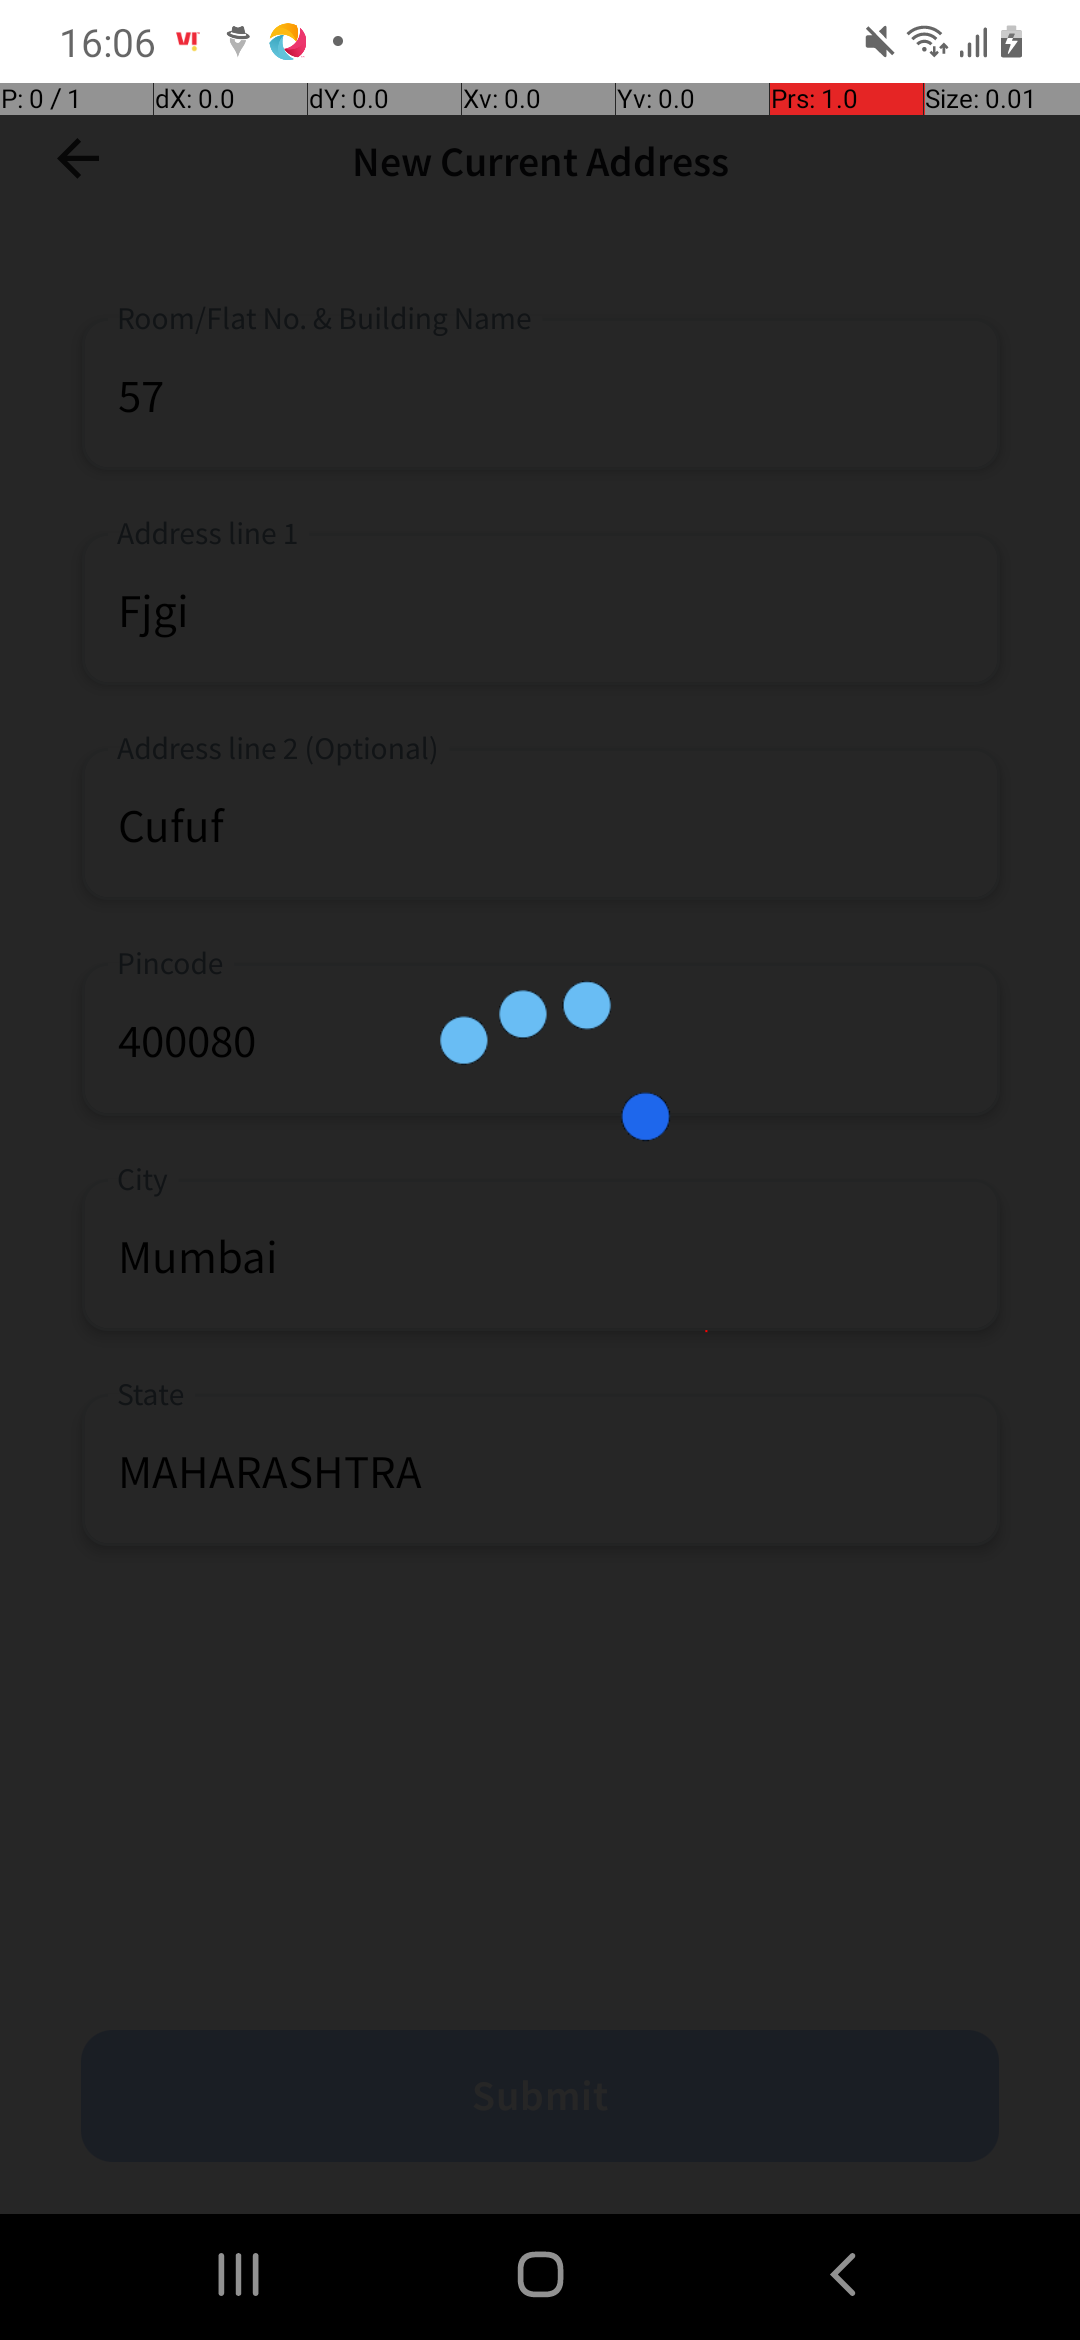 16:06 VI
P: 0 / 1 dX: 0.0 dY: 0.0 Xv: 0.0 Yv: 0.0 Prs: 1.0 Size: 0.01
New Current Address
Room/Flat No. & Building Name
57
Address line 1
Fjgi
Address line 2 (Optional)
Cufuf
Pincode
400080
City
Mumbai
State
MAHARASHTRA
Submit